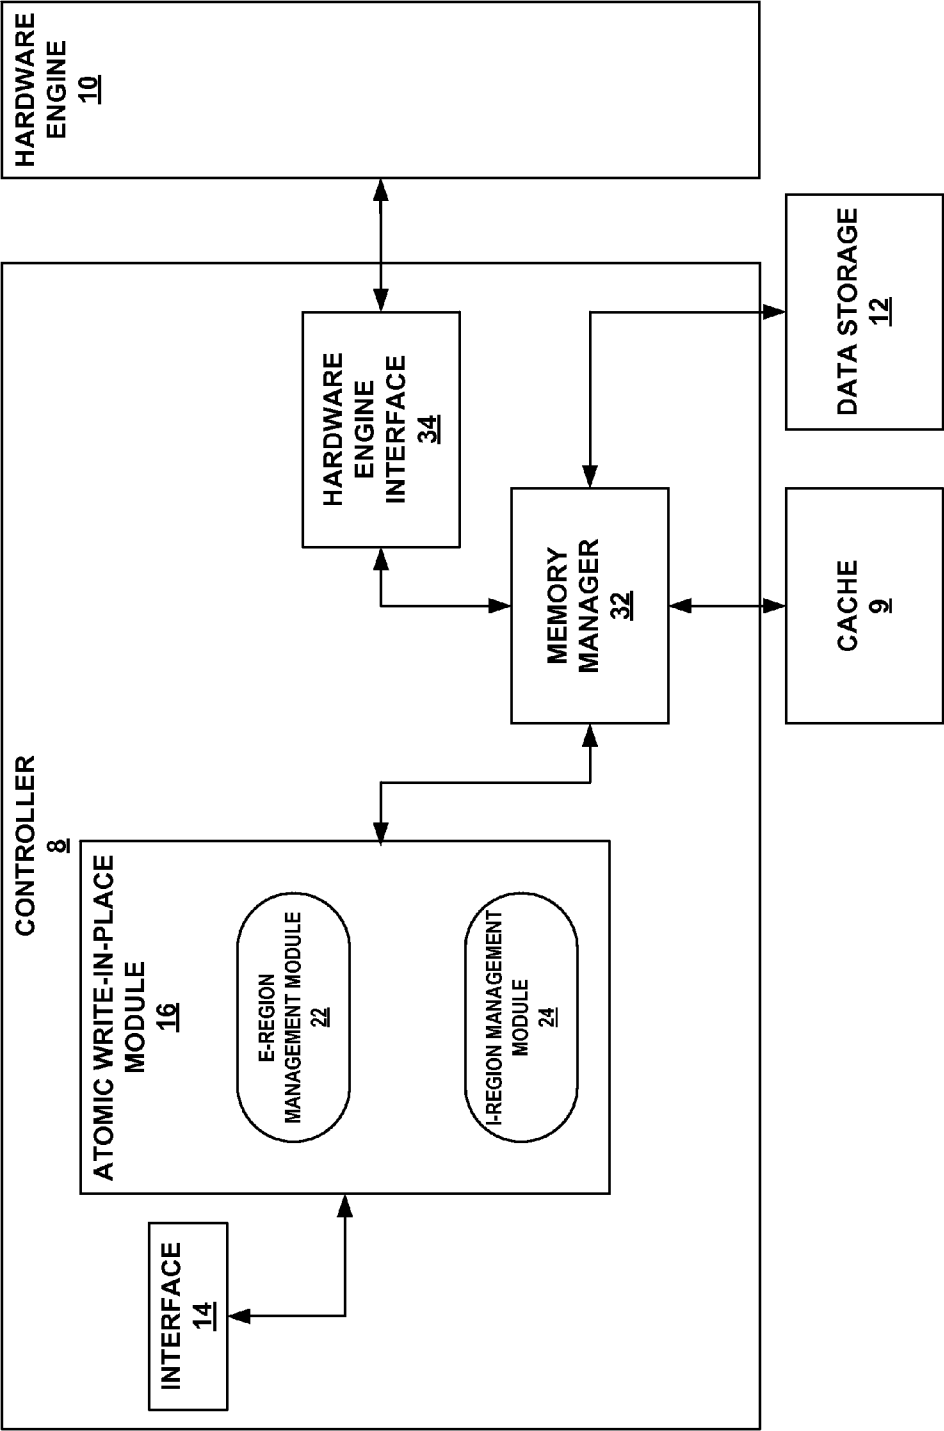 CONTROLLER
8
INTERFACE
14
ATOMIC WRITE-IN-PLACE
MODULE
16
E-REGION
MANAGEMENT MODULE
22
I-REGION MANAGEMENT
MODULE
24
MEMORY
MANAGER
32
HARDWARE
ENGINE
INTERFACE
34
HARDWARE
ENGINE
10
CACHE
9
DATA STORAGE
12